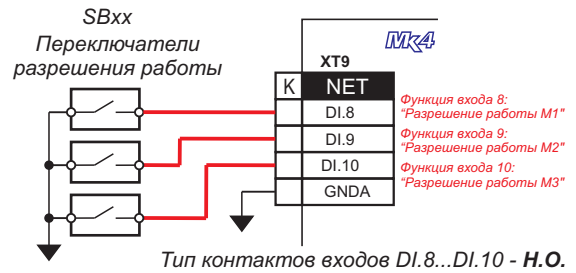 SBxx
Переключатели
разрешения работы
МК4
XT9
K NET
DI.8
DI.9
DI.10
GNDA
Функция входа 8:
"Разрешение работы М1"
Функция входа 9:
"Разрешение работы М2"
Функция входа 10:
"Разрешение работы М3"
Тип контактов входов DI.8...DI.10 - Н.О.